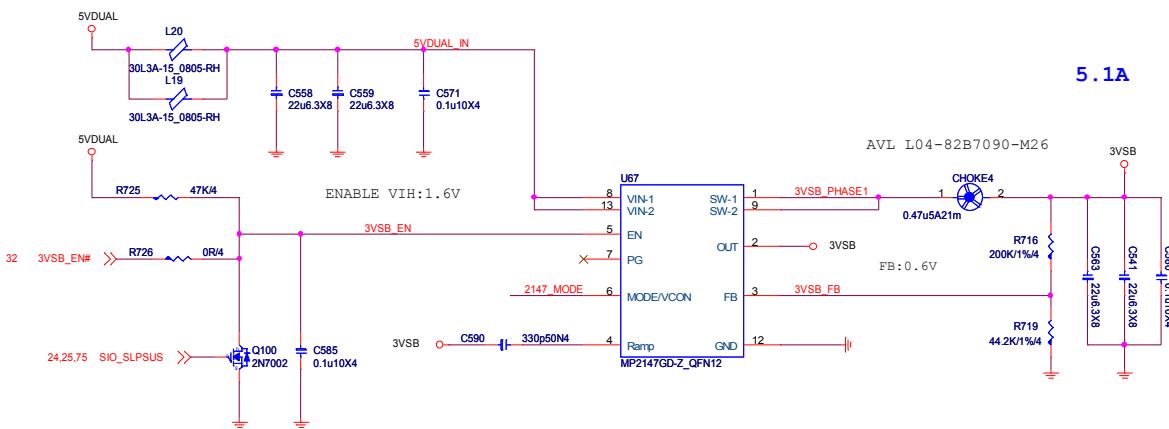 5VDUAL
L20
30L3A-15_0805-RH
L19
30L3A-15_0805-RH
5VDUAL_IN
C558
22u6.3X8
C559
22u6.3X8
C571
0.1u10X4
5.1A
5VDUAL
R725 47K/4
ENABLE VIH:1.6V
3VSB_EN
32 3VSB_EN#
R726 0R/4
24,25,75 SIO_SLPSUS
Q100
2N7002
C585
0.1u10X4
2147_MODE
3VSB
C590 330p50N4
U67
8 VIN-1 SW-1 1
13 VIN-2 SW-2 9
5 EN
OUT 2
7 PG
6 MODE/VCON FB 3
4 Ramp GND 12
MP2147GD-Z_QFN12
3VSB_PHASE1
3VSB
3VSB_FB
AVL L04-82B7090-M26
CHOKE4
1 2
0.47u5A21m
3VSB
FB:0.6V
R716
200K/1%/4
R719
44.2K/1%/4
C563
22u6.3X8
C541
22u6.3X8